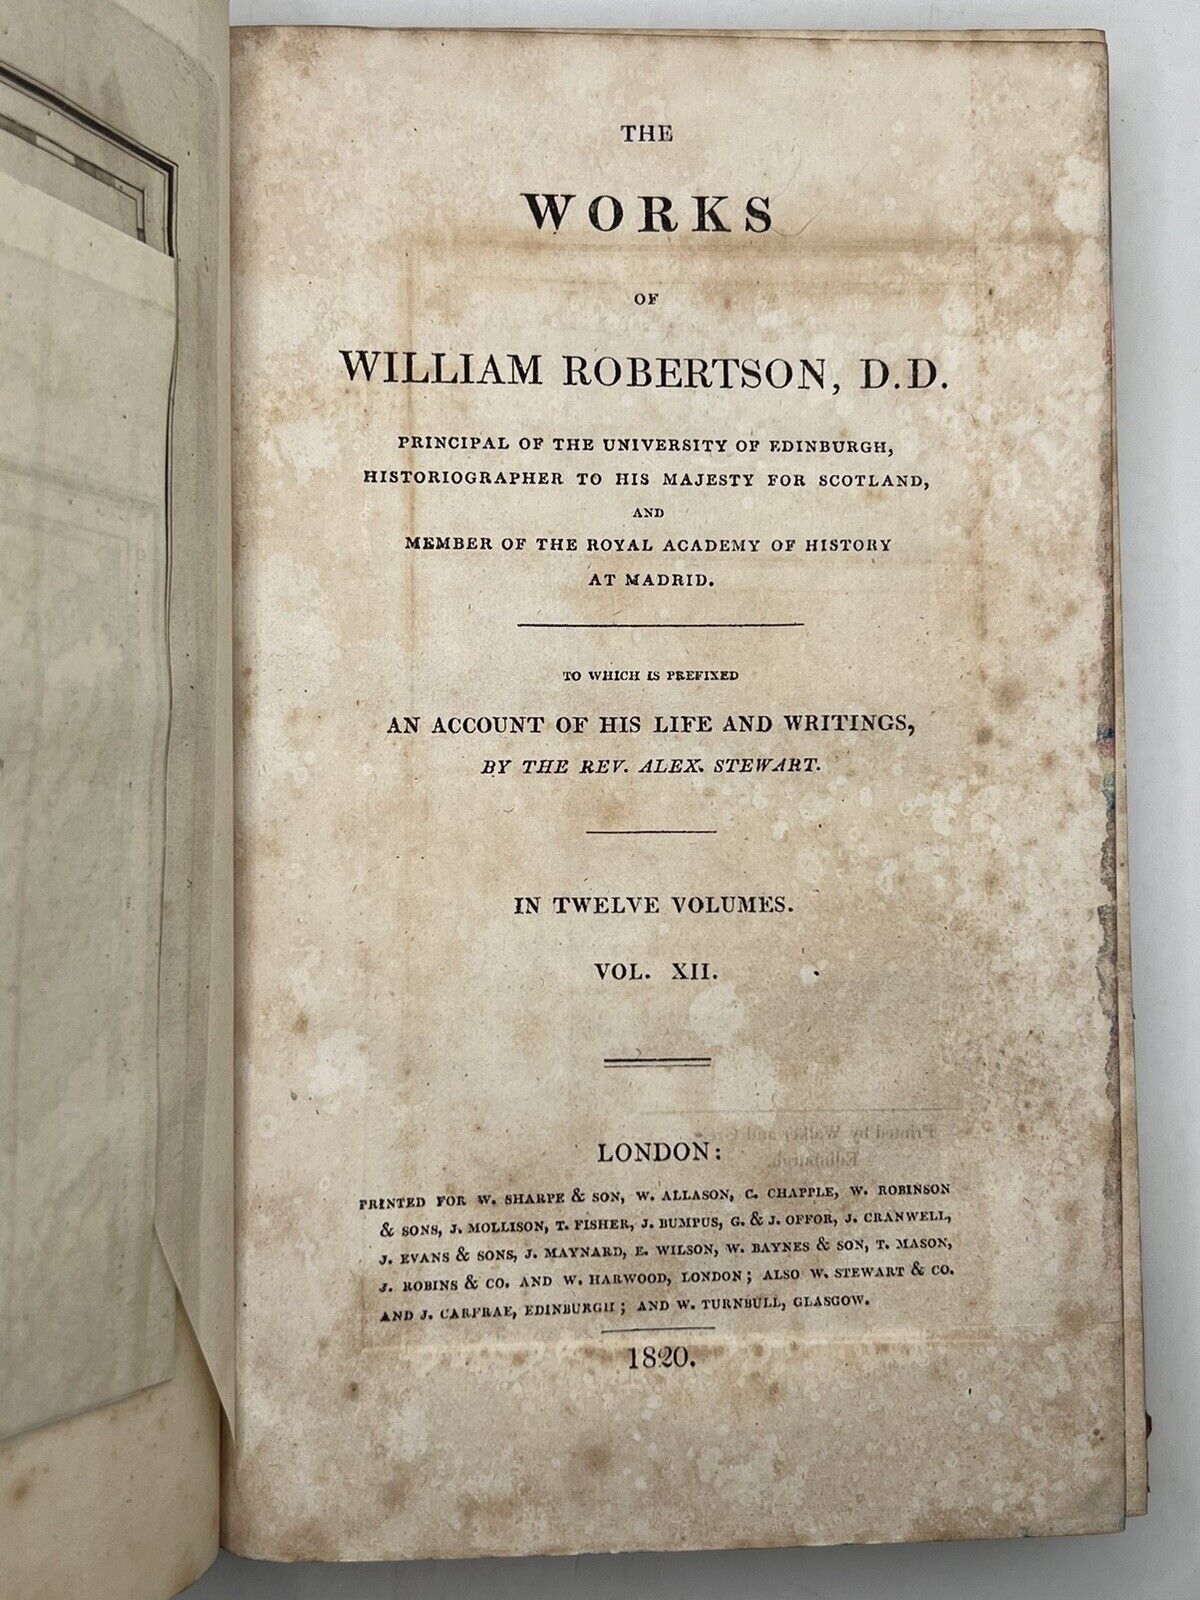 THE
WORKS
OF
WILLIAM ROBERTSON, D.D.
PRINCIPAL OF THE UNIVERSITY OF EDINBURGH,
HISTORIOGRAPHER TO HIS MAJESTY FOR SCOTLAND,
AND
MEMBER OF THE ROYAL ACADEMY OF HISTORY
AT MADRID.
TO WHICH IS PREFIXED
AN ACCOUNT OF HIS LIFE AND WRITINGS,
BY THE REV. ALEX. STEWART.
IN TWELVE VOLUMES.
VOL. XII.
LONDON:
PRINTED FOR W. SHARPE & SON, W. ALLASON, C. CHAPPLE, W. ROBINSON
& SONS, J. MOLLISON, T. FISHER, J. BUMPUS, G. & J. OFFOR, J. CRANWELL,
J. EVANS & SONS, J. MAYNARD, E. WILSON, W. BAYNES & SON, T. MASON,
J. ROBINS & CO. AND W. HARWOOD, LONDON; ALSO W. STEWART & CO.
AND J. CARFRAE, EDINBURGH; AND W. TURNBULL, GLASGOW.
1820.